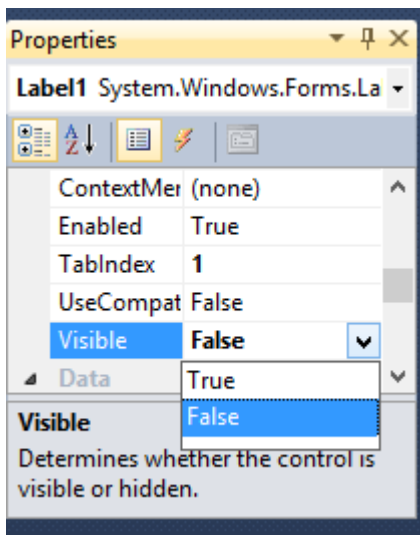 Properties
Label1 System.Windows.Forms.La
A
Z
ContextMer (none)
Enabled True
TabIndex 1
UseCompat False
Visible False
Data
True
False
Visible
Determines whether the control is
visible or hidden.